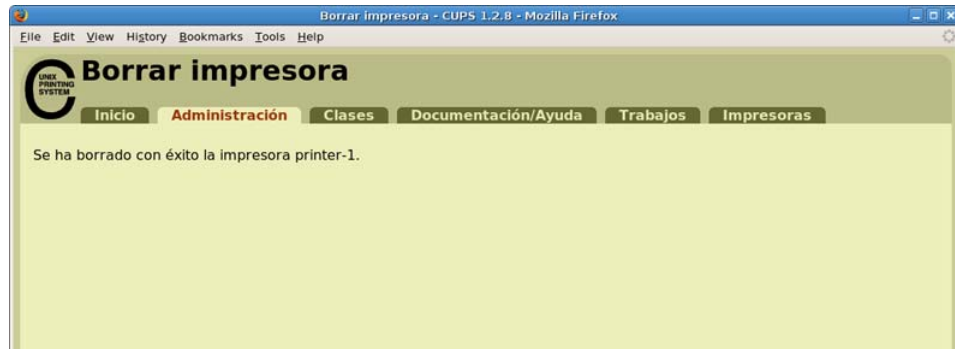 Borrar impresora - CUPS 1.2.8 - Mozilla Firefox
File Edit View History Bookmarks Tools Help
UNIX
PRINTING
SYSTEM
Borrar impresora
Inicio Administración Clases Documentación/Ayuda Trabajos Impresoras
Se ha borrado con éxito la impresora printer-1.